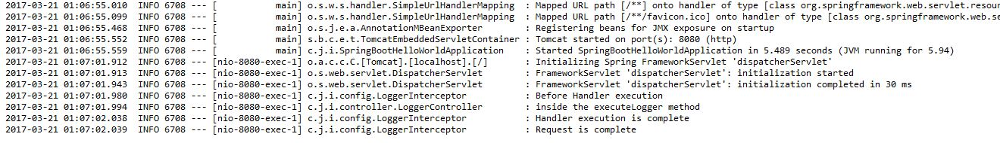 2017-03-21 01:06:55.010  INFO 6708 --- [           main] o.s.w.s.handler.SimpleUrlHandlerMapping  : Mapped URL path [/**] onto handler of type [class org.springframework.web.servlet.resour
2017-03-21 01:06:55.099  INFO 6708 --- [           main] o.s.w.s.handler.SimpleUrlHandlerMapping  : Mapped URL path [/**/favicon.ico] onto handler of type [class org.springframework.web.se
2017-03-21 01:06:55.468  INFO 6708 --- [           main] o.s.j.e.a.AnnotationMBeanExporter        : Registering beans for JMX exposure on startup
2017-03-21 01:06:55.552  INFO 6708 --- [           main] s.b.c.e.t.TomcatEmbeddedServletContainer : Tomcat started on port(s): 8080 (http)
2017-03-21 01:06:55.559  INFO 6708 --- [           main] c.j.i.SpringBootHelloWorldApplication    : Started SpringBootHelloWorldApplication in 5.489 seconds (JVM running for 5.94)
2017-03-21 01:07:01.912  INFO 6708 --- [nio-8080-exec-1] o.a.c.c.C.[Tomcat].[localhost].[/]       : Initializing Spring FrameworkServlet 'dispatcherServlet'
2017-03-21 01:07:01.913  INFO 6708 --- [nio-8080-exec-1] o.s.web.servlet.DispatcherServlet        : FrameworkServlet 'dispatcherServlet': initialization started
2017-03-21 01:07:01.943  INFO 6708 --- [nio-8080-exec-1] o.s.web.servlet.DispatcherServlet        : FrameworkServlet 'dispatcherServlet': initialization completed in 30 ms
2017-03-21 01:07:01.980  INFO 6708 --- [nio-8080-exec-1] c.j.i.config.LoggerInterceptor           : Before Handler execution
2017-03-21 01:07:01.994  INFO 6708 --- [nio-8080-exec-1] c.j.i.controller.LoggerController        : inside the executeLogger method
2017-03-21 01:07:02.038  INFO 6708 --- [nio-8080-exec-1] c.j.i.config.LoggerInterceptor           : Handler execution is complete
2017-03-21 01:07:02.039  INFO 6708 --- [nio-8080-exec-1] c.j.i.config.LoggerInterceptor           : Request is complete